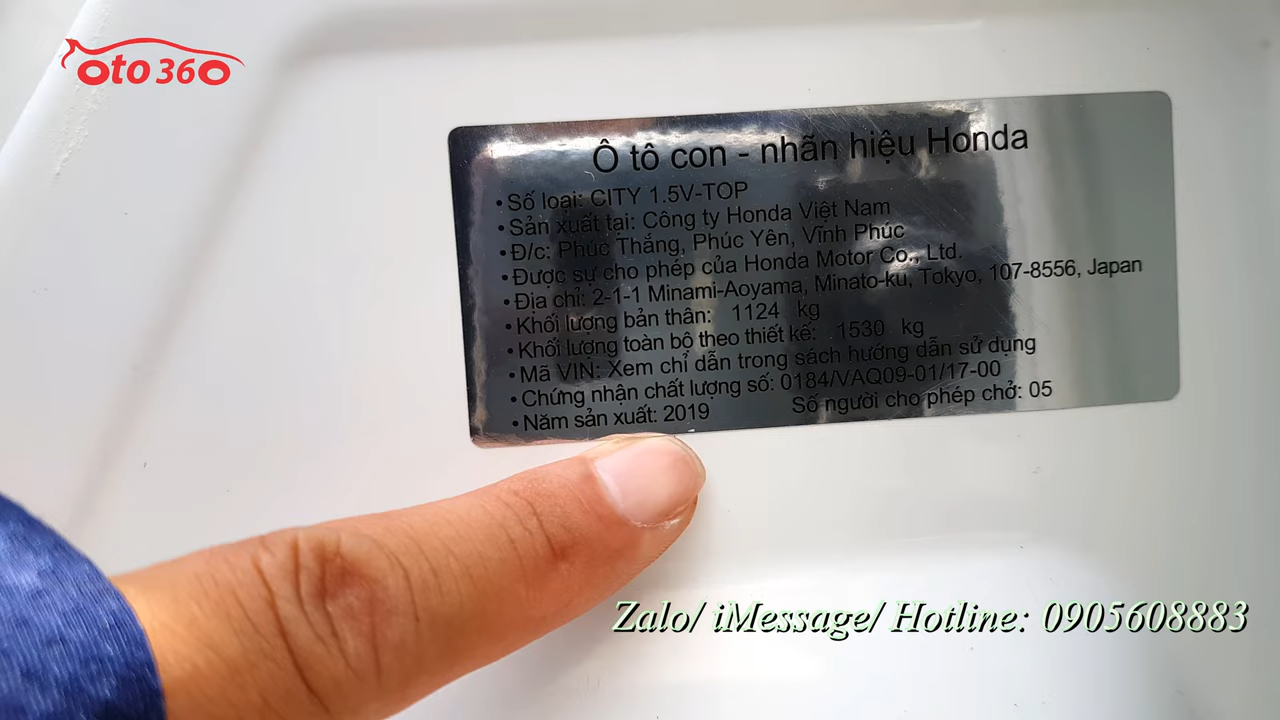 oto 360
Ô tô con - nhãn hiệu Honda
• Số loại: CITY 1.5V-TOP
• Sản xuất tại: Công ty Honda Việt Nam
• Đ/c: Phúc Thắng, Phúc Yên, Vĩnh Phúc
• Được sự cho phép của Honda Motor Co., Ltd.
• Địa chỉ: 2-1-1 Minami-Aoyama, Minato-ku, Tokyo, 107-8556, Japan
• Khối lượng bản thân: 1124 kg
• Khối lượng toàn bộ theo thiết kế: 1530 kg
• Mã VIN: Xem chỉ dẫn trong sách hướng dẫn sử dụng
• Chứng nhận chất lượng số: 0184/VAQ09-01/17-00
• Năm sản xuất: 2019 Số người cho phép chở: 05
Zalo/ iMessage/ Hotline: 0905608883